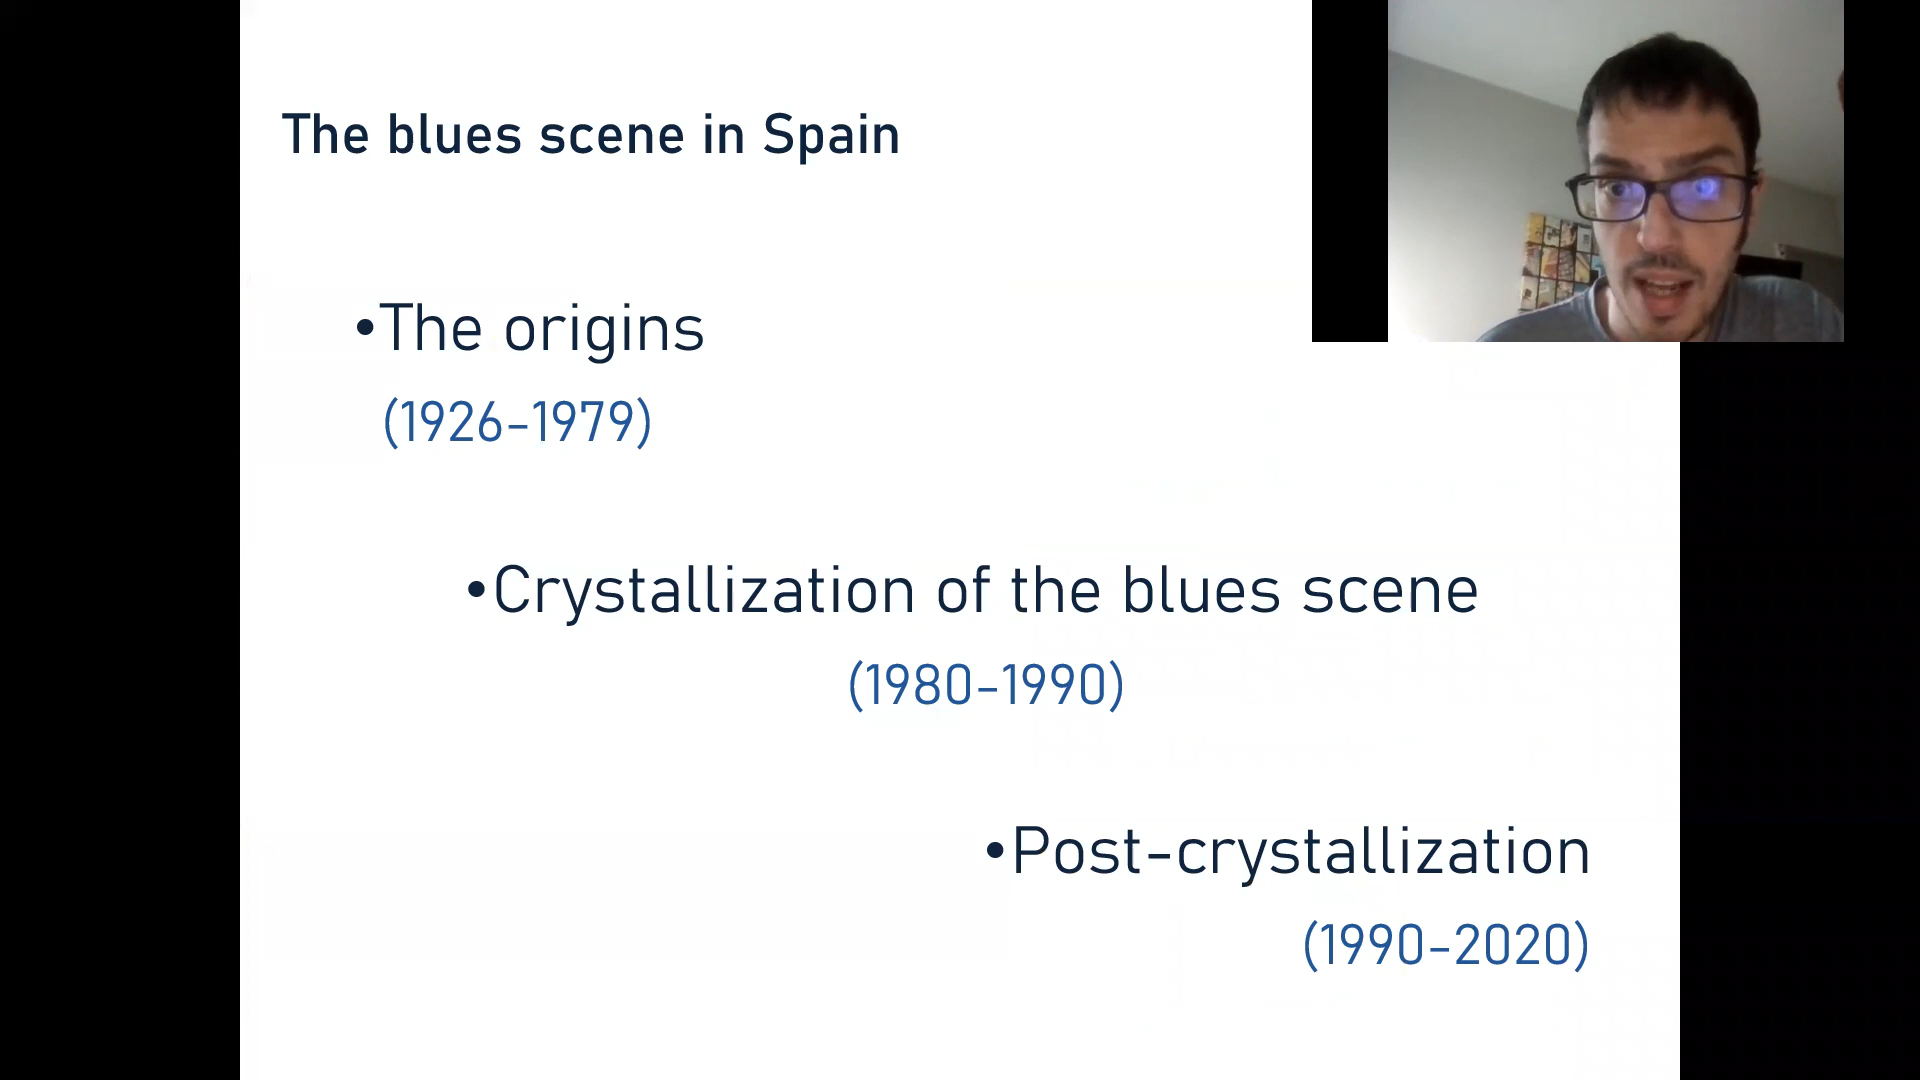 The blues scene in Spain
•The origins
(1926-1979)
•Crystallization of the blues scene
(1980-1990)
•Post-crystallization
(1990-2020)